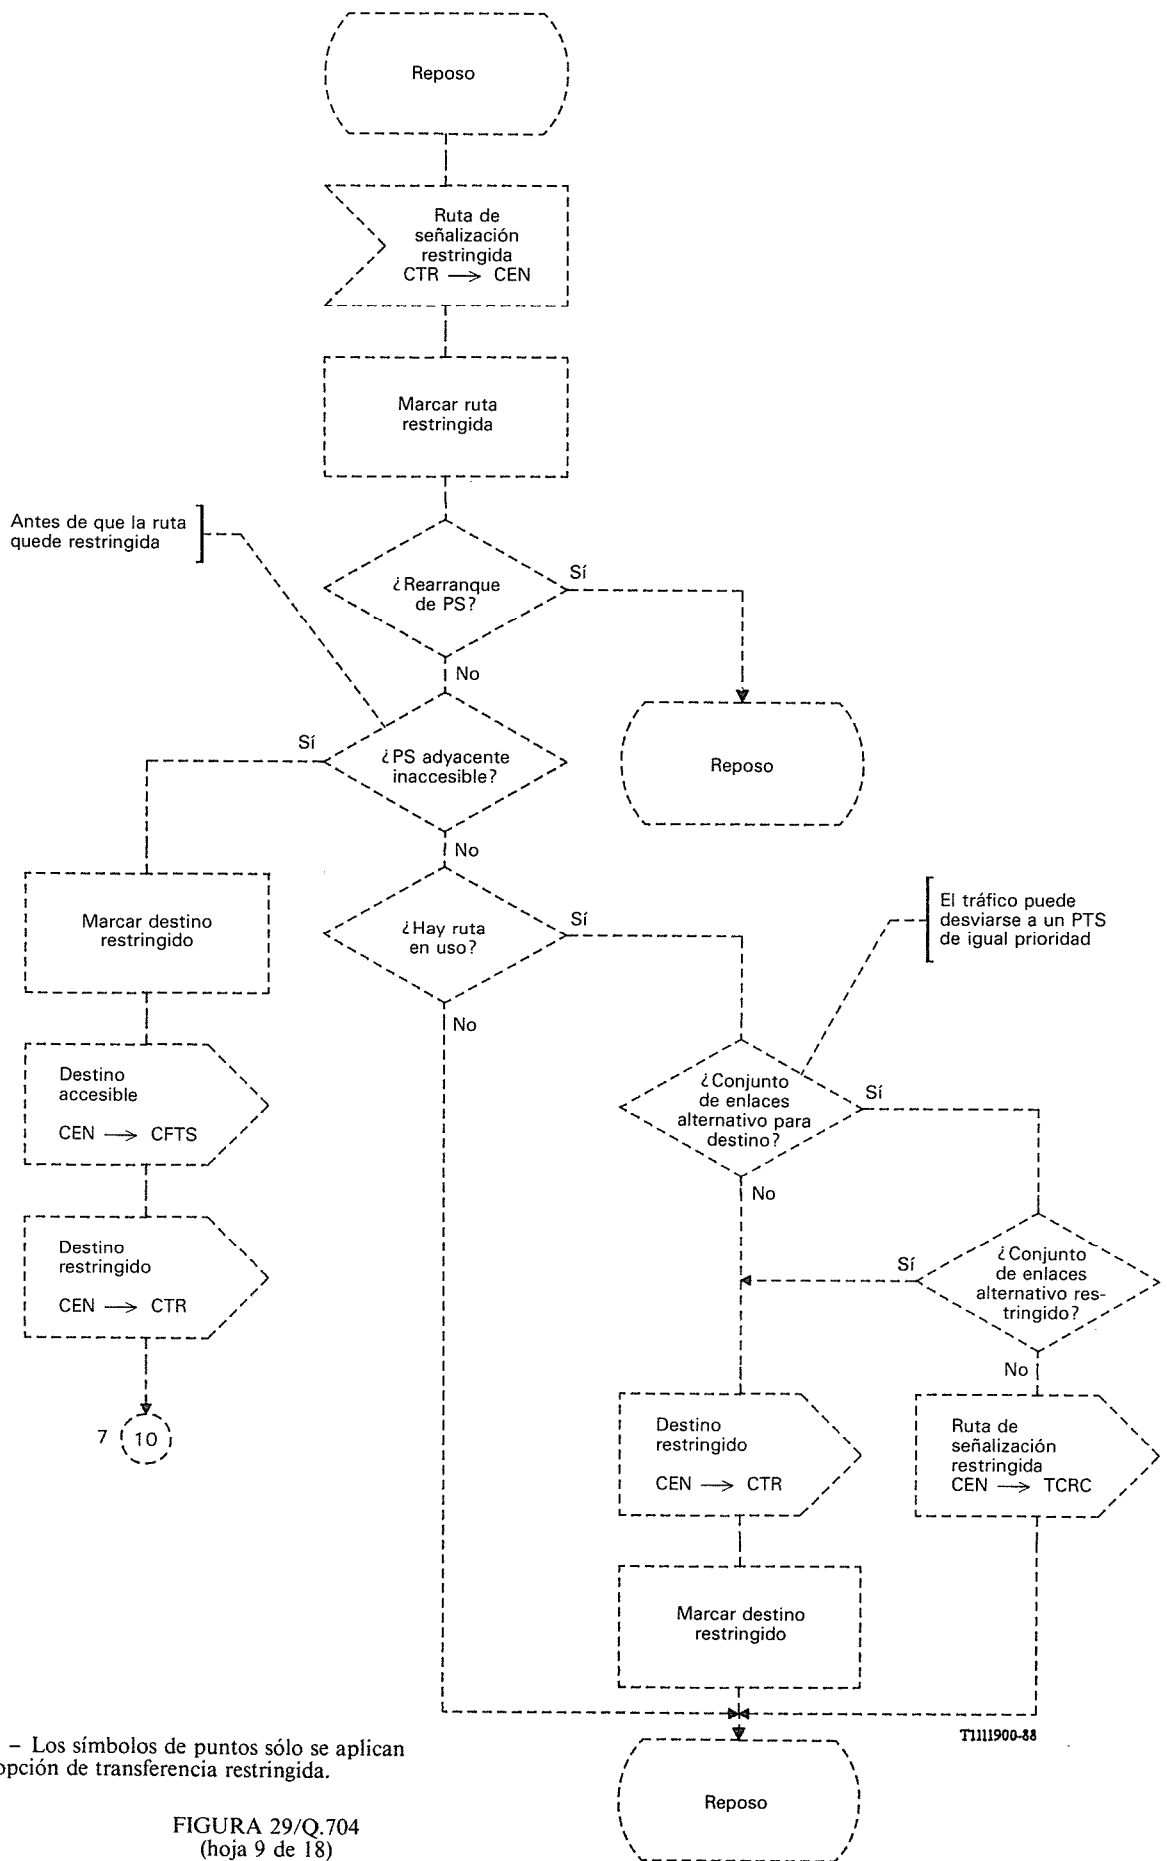 Reposo
Ruta de
señalización
restringida
CTR → CEN
Marcar ruta
restringida
Antes de que la ruta
quede restringida
¿Rearranque
de PS?
Sí
No
Reposo
Sí
¿PS adyacente
inaccesible?
No
Marcar destino
restringido
¿Hay ruta
en uso?
Sí
No
El tráfico puede
desviarse a un PTS
de igual prioridad
Destino
accesible
CEN → CFTS
¿Conjunto
de enlaces
alternativo para
destino?
Sí
No
Destino
restringido
CEN → CTR
Sí
¿Conjunto
de enlaces
alternativo res-
tringido?
No
7
10
Destino
restringido
CEN → CTR
Ruta de
señalización
restringida
CEN → TCRC
Marcar destino
restringido
T1111900-88
– Los símbolos de puntos sólo se aplican
opción de transferencia restringida.
Reposo
FIGURA 29/Q.704
(hoja 9 de 18)